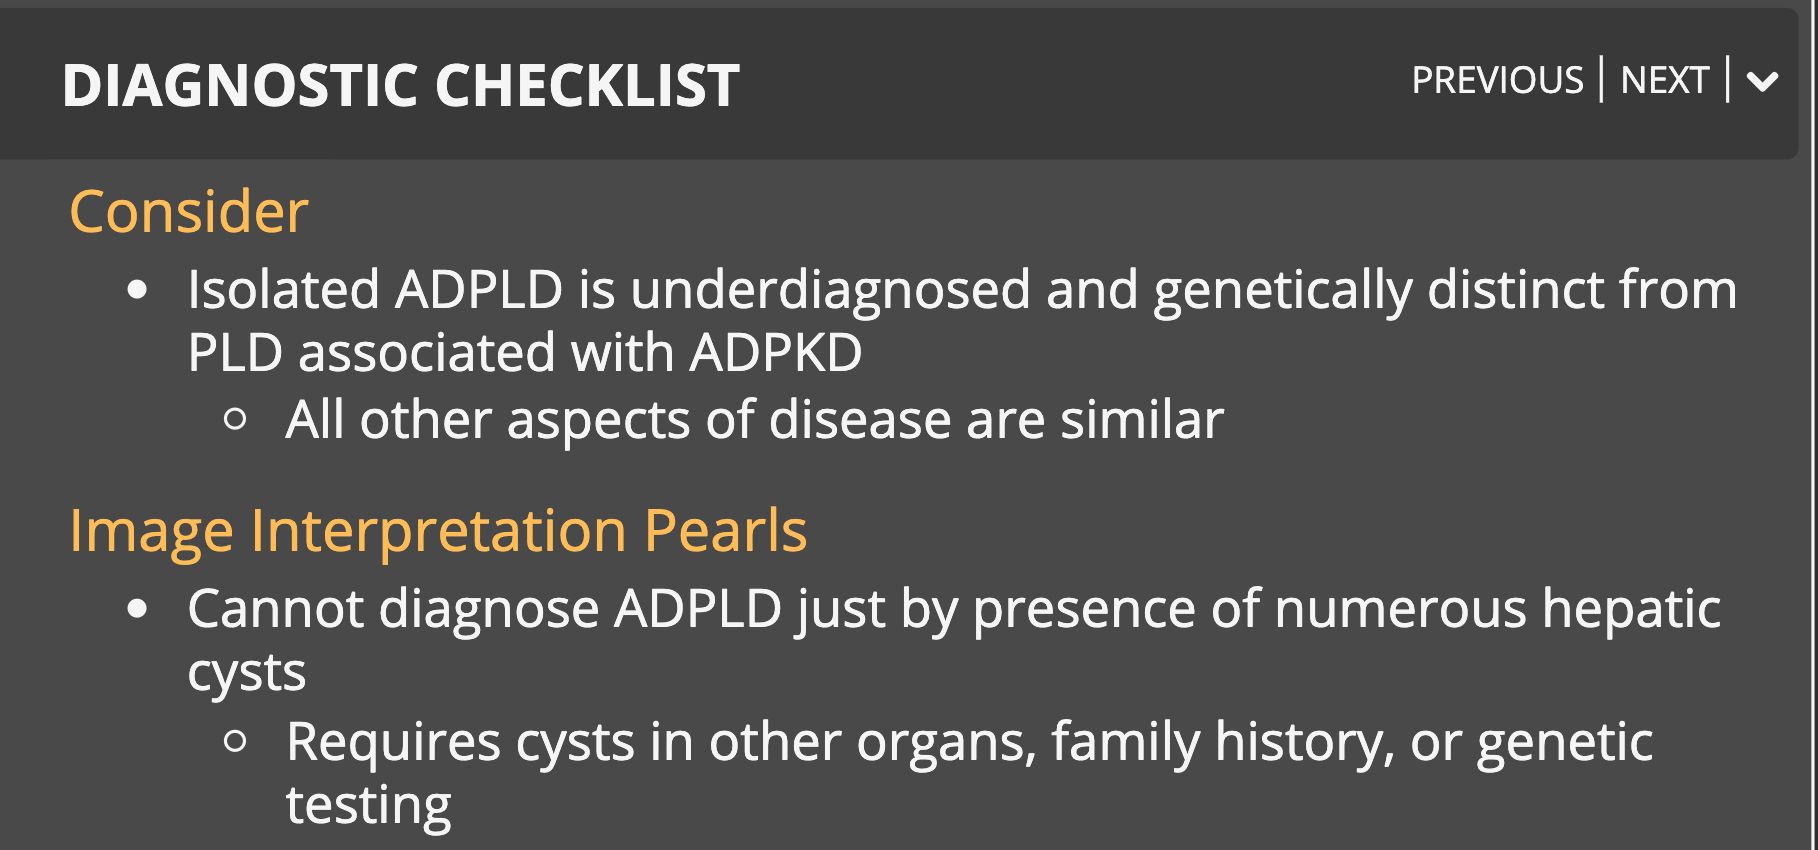 DIAGNOSTIC CHECKLIST
PREVIOUS | NEXT |
Consider
• Isolated ADPLD is underdiagnosed and genetically distinct from
PLD associated with ADPKD
○ All other aspects of disease are similar
Image Interpretation Pearls
• Cannot diagnose ADPLD just by presence of numerous hepatic
cysts
○ Requires cysts in other organs, family history, or genetic
testing